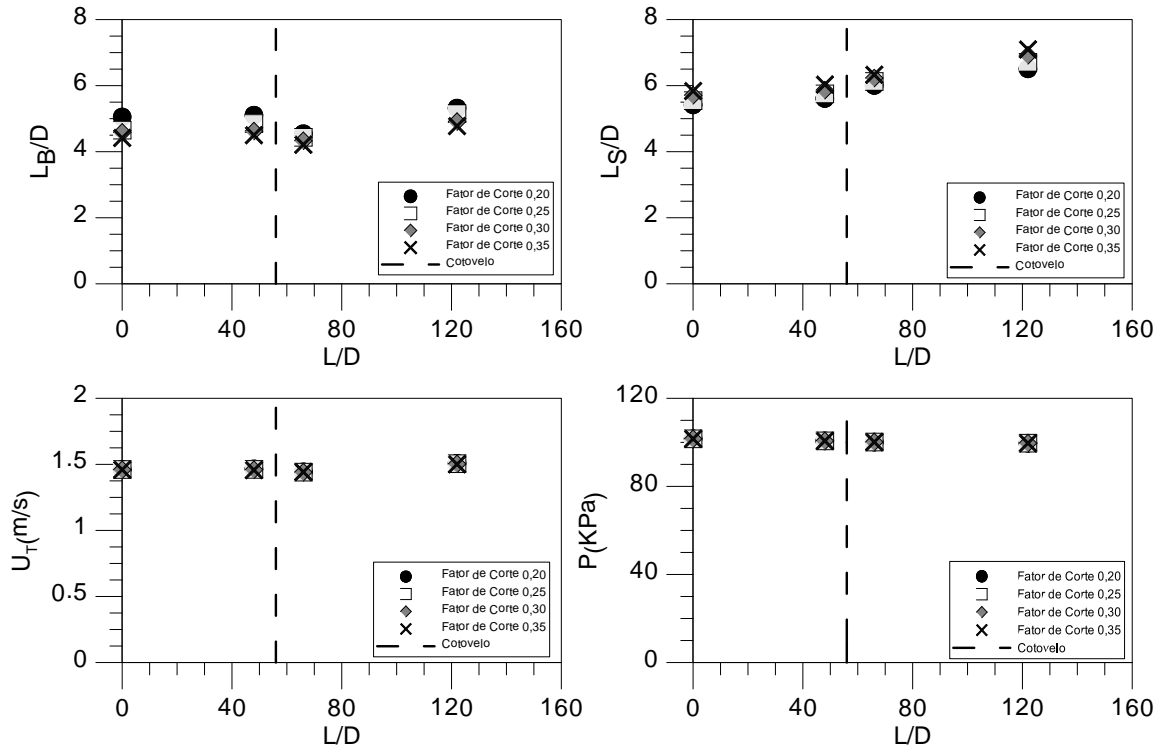 8
6
4
2
0
L_B/D
Fator de Corte 0,20
Fator de Corte 0,25
Fator de Corte 0,30
Fator de Corte 0,35
Cotovelo
0 40 80 120 160
L/D
8
6
4
2
0
L_S/D
Fator de Corte 0,20
Fator de Corte 0,25
Fator de Corte 0,30
Fator de Corte 0,35
Cotovelo
0 40 80 120 160
L/D
2
1.5
1
0.5
0
U_T(m/s)
Fator de Corte 0,20
Fator de Corte 0,25
Fator de Corte 0,30
Fator de Corte 0,35
Cotovelo
0 40 80 120 160
L/D
120
80
40
0
P(KPa)
Fator de Corte 0,20
Fator de Corte 0,25
Fator de Corte 0,30
Fator de Corte 0,35
Cotovelo
0 40 80 120 160
L/D